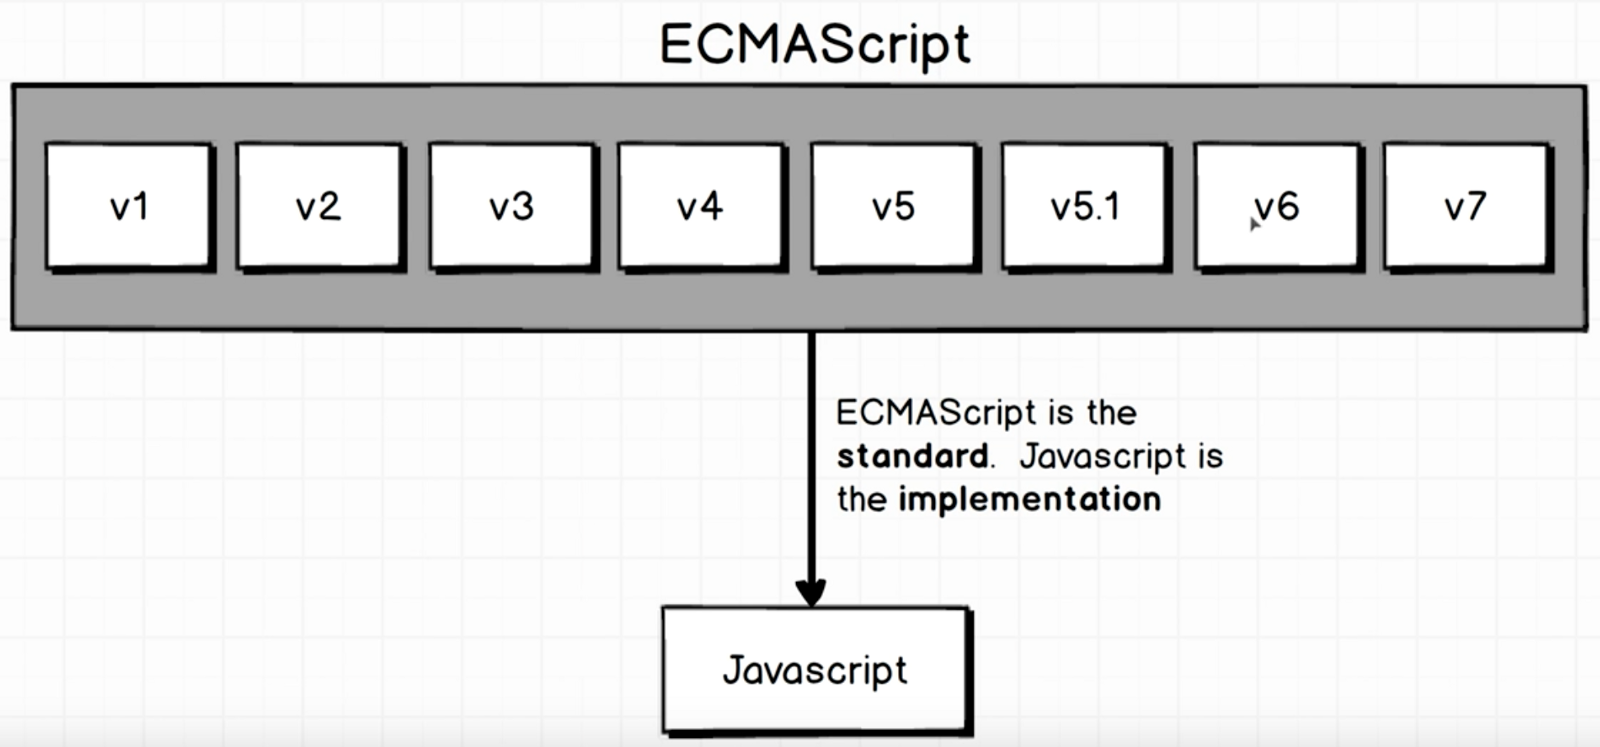 ECMAScript
v1 v2 v3 v4 v5 v5.1 v6 v7
ECMAScript is the
standard. Javascript is
the implementation
Javascript